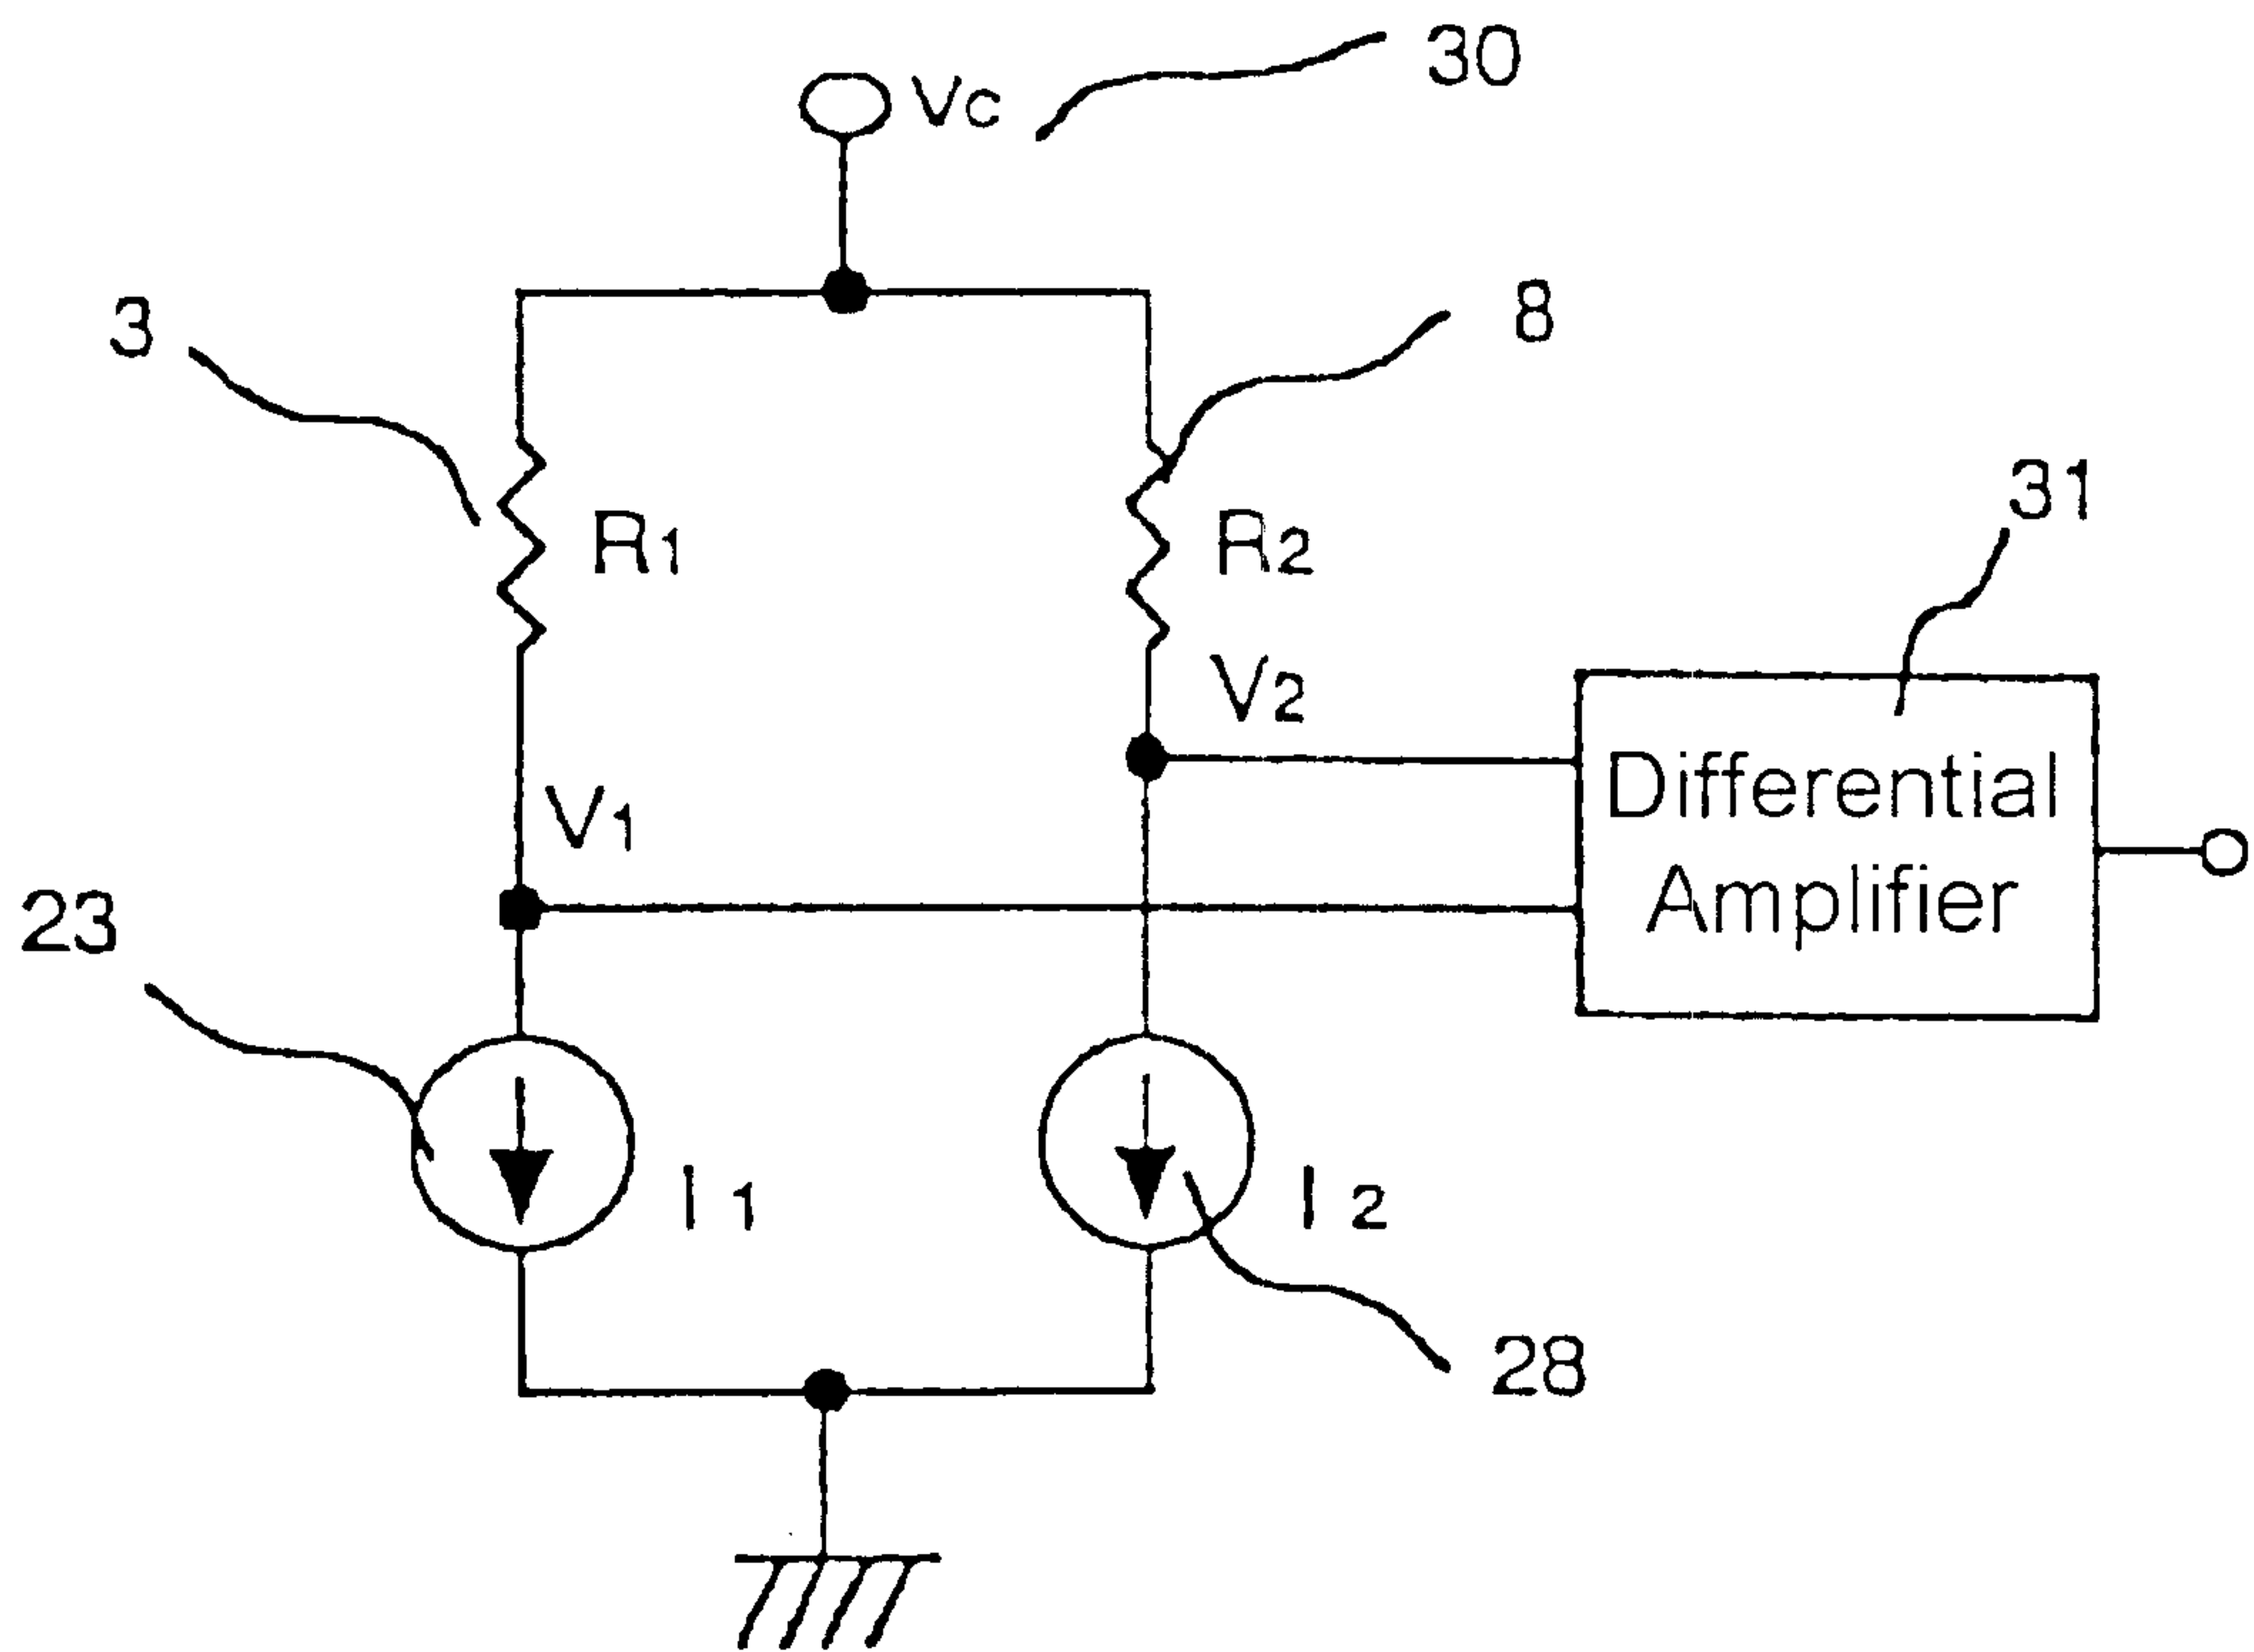 30
Vc
3
8
R1
R2
31
V2
Differential
Amplifier
V1
23
I1
I2
28